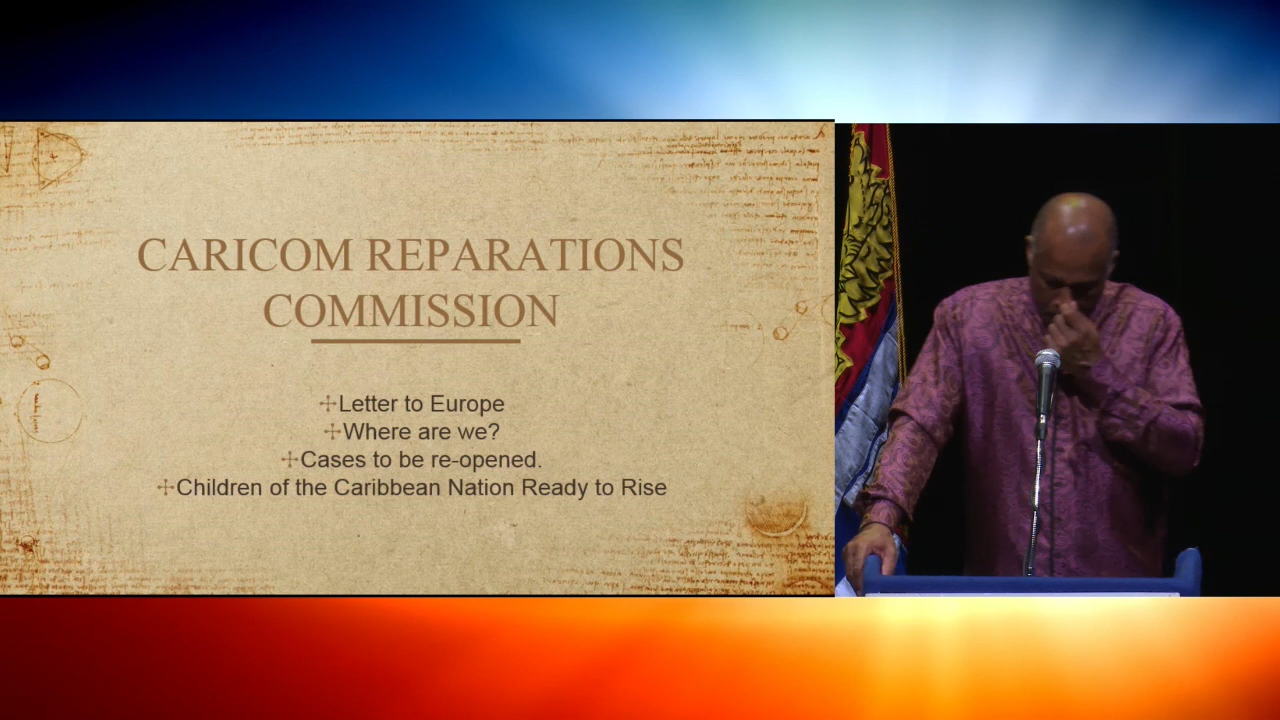 CARICOM REPARATIONS
COMMISSION
✢Letter to Europe
✢Where are we?
✢Cases to be re-opened.
✢Children of the Caribbean Nation Ready to Rise